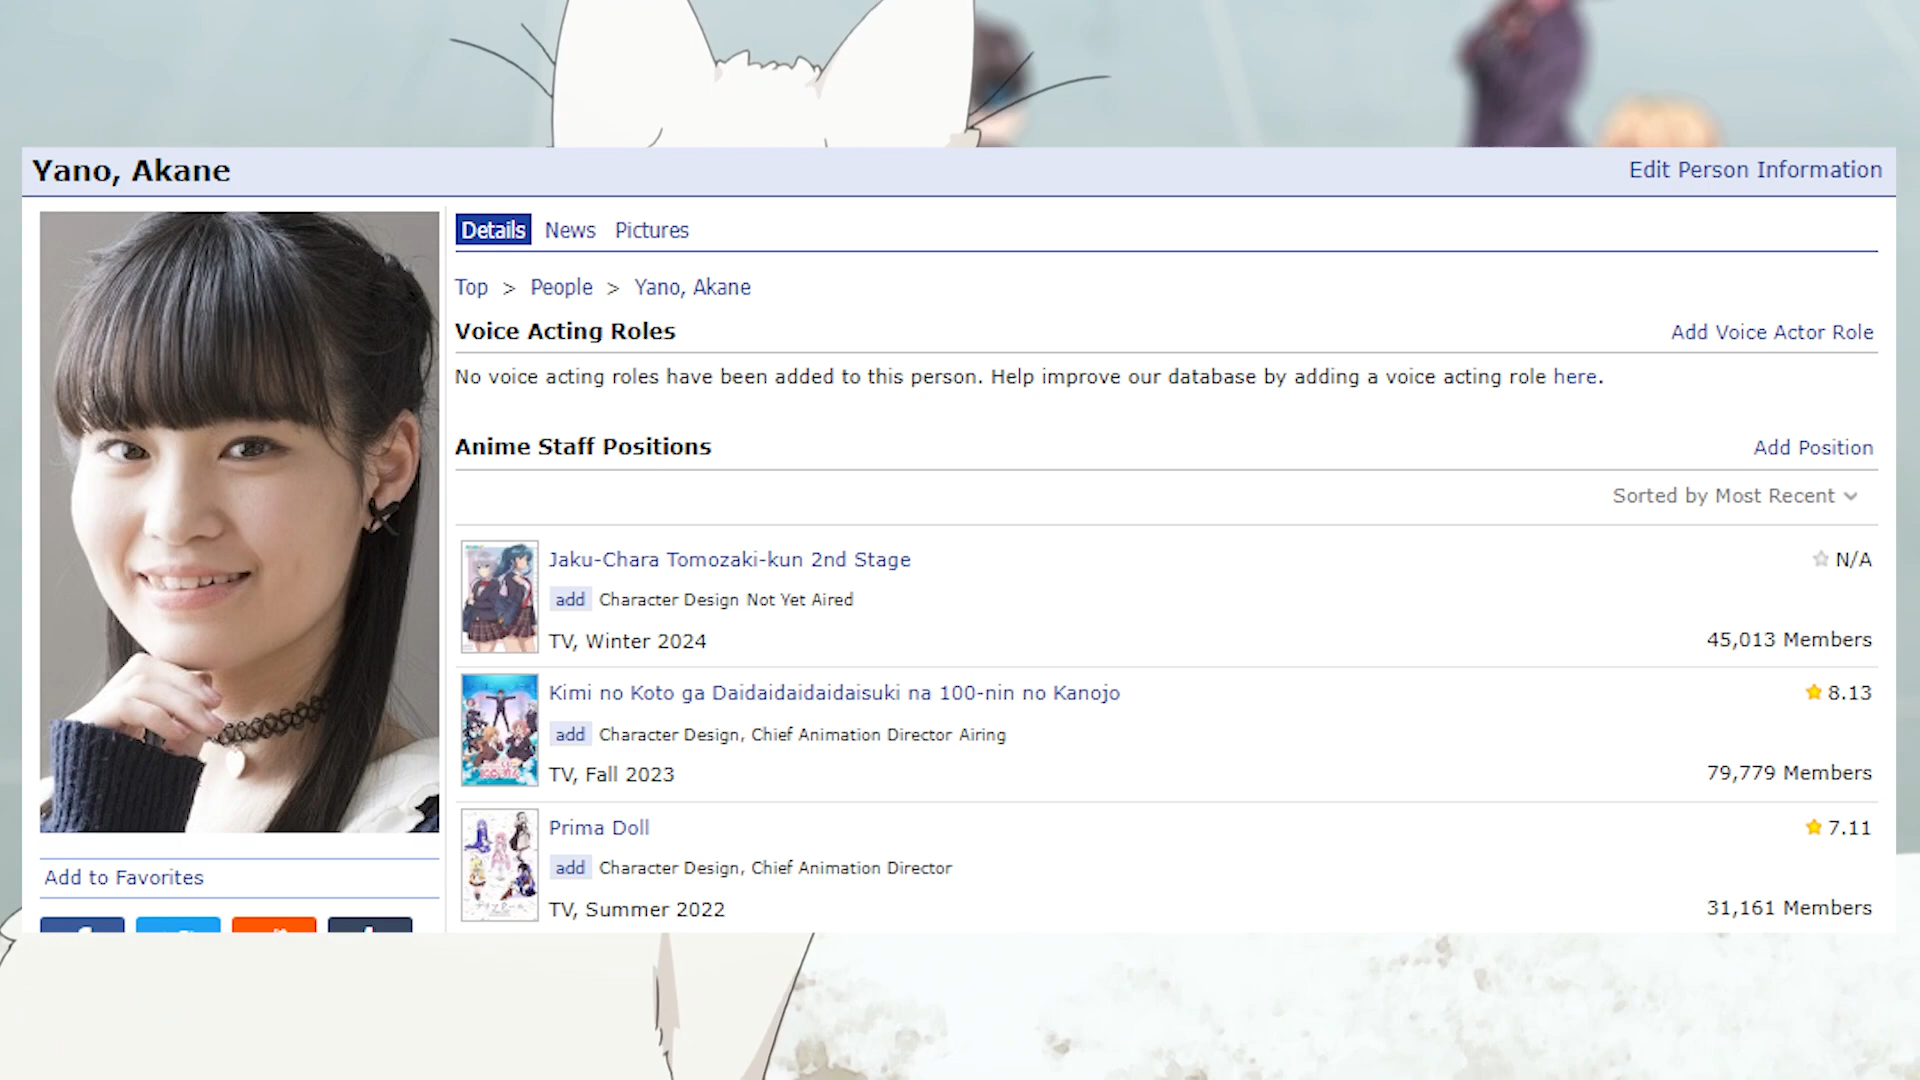 Yano, Akane
Edit Person Information
Details News Pictures
Top > People > Yano, Akane
Voice Acting Roles
Add Voice Actor Role
No voice acting roles have been added to this person. Help improve our database by adding a voice acting role here.
Anime Staff Positions
Add Position
Sorted by Most Recent
Jaku-Chara Tomozaki-kun 2nd Stage
N/A
add Character Design Not Yet Aired
TV, Winter 2024
45,013 Members
Kimi no Koto ga Daidaidaidaidaisuki na 100-nin no Kanojo
8.13
add Character Design, Chief Animation Director Airing
TV, Fall 2023
79,779 Members
Prima Doll
7.11
add Character Design, Chief Animation Director
TV, Summer 2022
31,161 Members
Add to Favorites